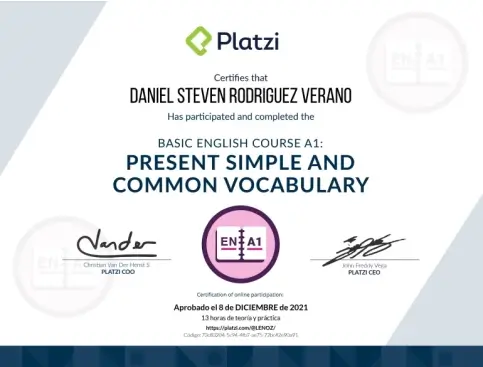 Platzi
EN A1
Certifies that
DANIEL STEVEN RODRIGUEZ VERANO
Has participated and completed the
BASIC ENGLISH COURSE A1:
PRESENT SIMPLE AND
COMMON VOCABULARY
EN A1
Christian Van Der Henst S
PLATZI COO
John Freddy Vega
PLATZI CEO
Certification of online participation:
Aprobado el 8 de DICIEMBRE de 2021
13 horas de teoría y práctica
https://platzi.com/@LENOZ/
Código: